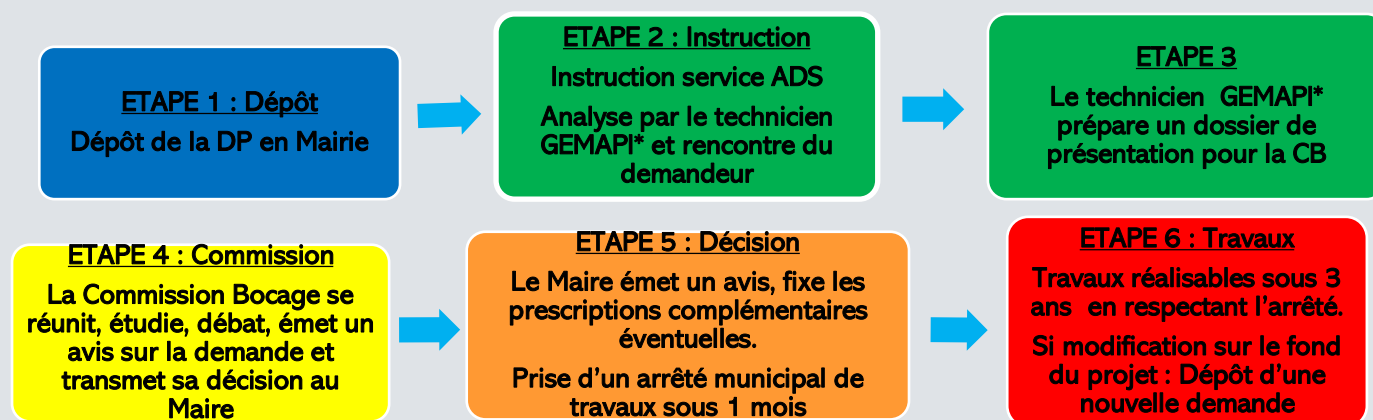 ETAPE 1 : Dépôt
Dépôt de la DP en Mairie
ETAPE 2 : Instruction
Instruction service ADS
Analyse par le technicien
GEMAPI* et rencontre du
demandeur
ETAPE 3
Le technicien GEMAPI*
prépare un dossier de
présentation pour la CB
ETAPE 4 : Commission
La Commission Bocage se
réunit, étudie, débat, émet un
avis sur la demande et
transmet sa décision au
Maire
ETAPE 5 : Décision
Le Maire émet un avis, fixe les
prescriptions complémentaires
éventuelles.
Prise d’un arrêté municipal de
travaux sous 1 mois
ETAPE 6 : Travaux
Travaux réalisables sous 3
ans en respectant l’arrêté.
Si modification sur le fond
du projet : Dépôt d’une
nouvelle demande